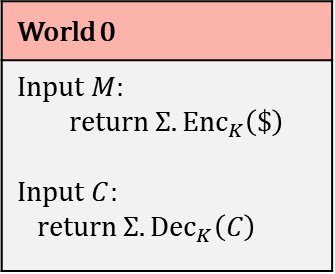 World 0
Input M:
return Σ. Enc_K($)
Input C:
return Σ. Dec_K(C)